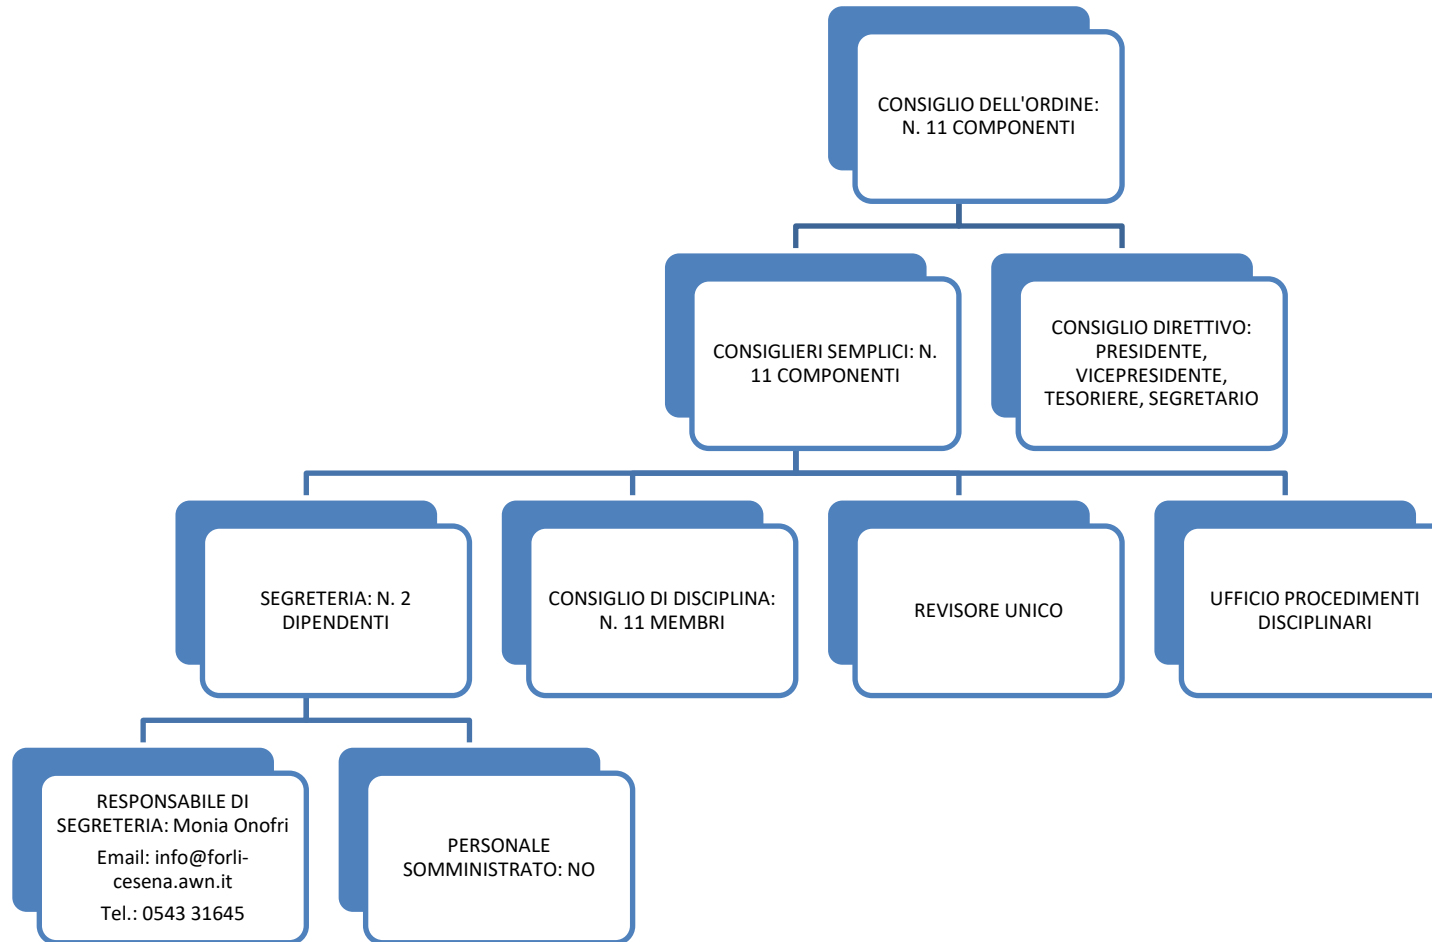 CONSIGLIO DELL'ORDINE:
N. 11 COMPONENTI
CONSIGLIERI SEMPLICI: N.
11 COMPONENTI
CONSIGLIO DIRETTIVO:
PRESIDENTE,
VICEPRESIDENTE,
TESORIERE, SEGRETARIO
SEGRETERIA: N. 2
DIPENDENTI
CONSIGLIO DI DISCIPLINA:
N. 11 MEMBRI
REVISORE UNICO
UFFICIO PROCEDIMENTI
DISCIPLINARI
RESPONSABILE DI
SEGRETERIA: Monia Onofri
Email: info@forli-
cesena.awn.it
Tel.: 0543 31645
PERSONALE
SOMMINISTRATO: NO